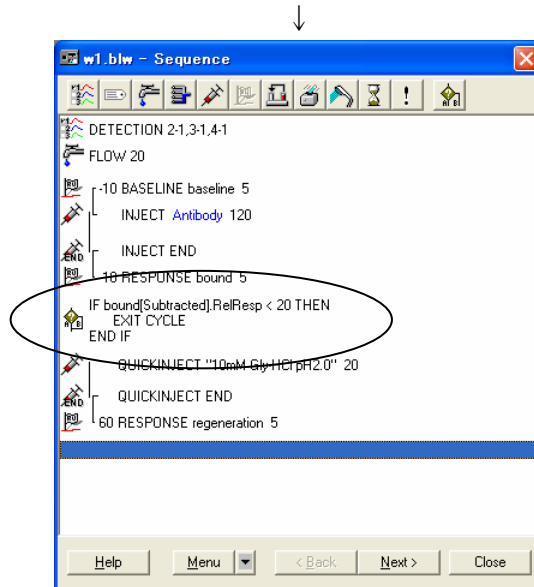 ↓
w1.blw - Sequence
DETECTION 2-1,3-1,4-1
FLOW 20
-10 BASELINE baseline 5
INJECT Antibody 120
INJECT END
-10 RESPONSE bound 5
IF bound[Subtracted].RelResp < 20 THEN
EXIT CYCLE
END IF
QUICKINJECT "10mM Gly-HCl pH2.0" 20
QUICKINJECT END
60 RESPONSE regeneration 5
Help
Menu
< Back
Next >
Close